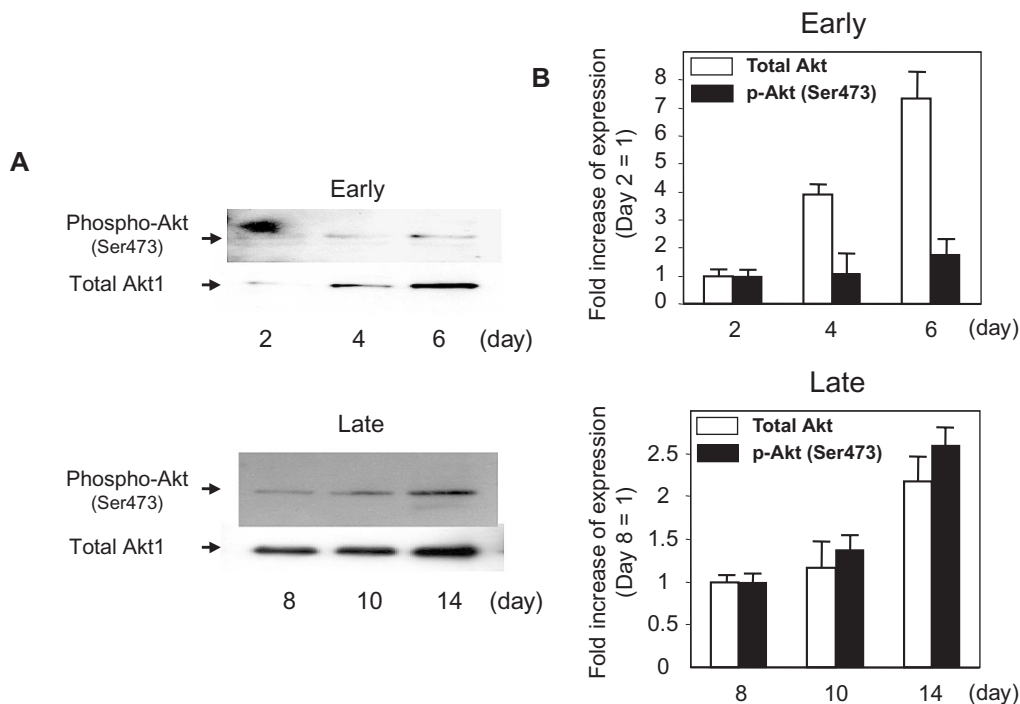 A
Early
Phospho-Akt
(Ser473)
Total Akt1
2 4 6 (day)
Late
Phospho-Akt
(Ser473)
Total Akt1
8 10 14 (day)
B
Early
Fold increase of expression
(Day 2 = 1)
8
7
6
5
4
3
2
1
0
Total Akt
p-Akt (Ser473)
2 4 6 (day)
Late
Fold increase of expression
(Day 8 = 1)
2.5
2
1
0.5
0
Total Akt
p-Akt (Ser473)
8 10 14 (day)